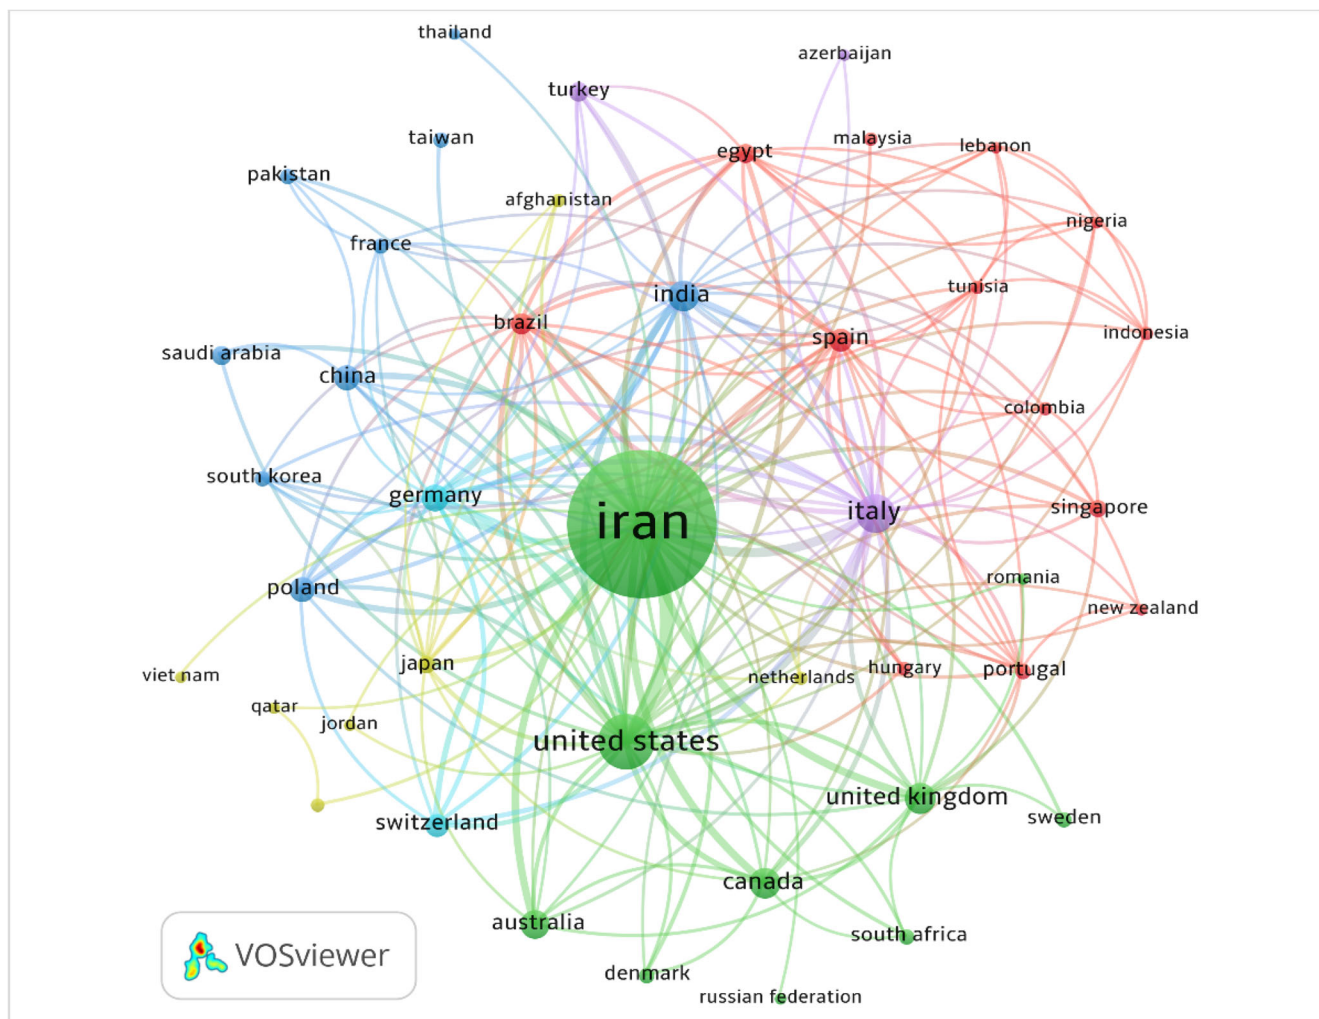 thailand
azerbaijan
turkey
taiwan
malaysia
lebanon
egypt
pakistan
afghanistan
nigeria
france
india
tunisia
brazil
spain
indonesia
saudi arabia
china
colombia
south korea
germany
iran
italy
singapore
poland
romania
new zealand
viet nam
japan
netherlands
hungary
portugal
qatar
jordan
united states
switzerland
united kingdom
sweden
canada
australia
south africa
VOSviewer
denmark
russian federation